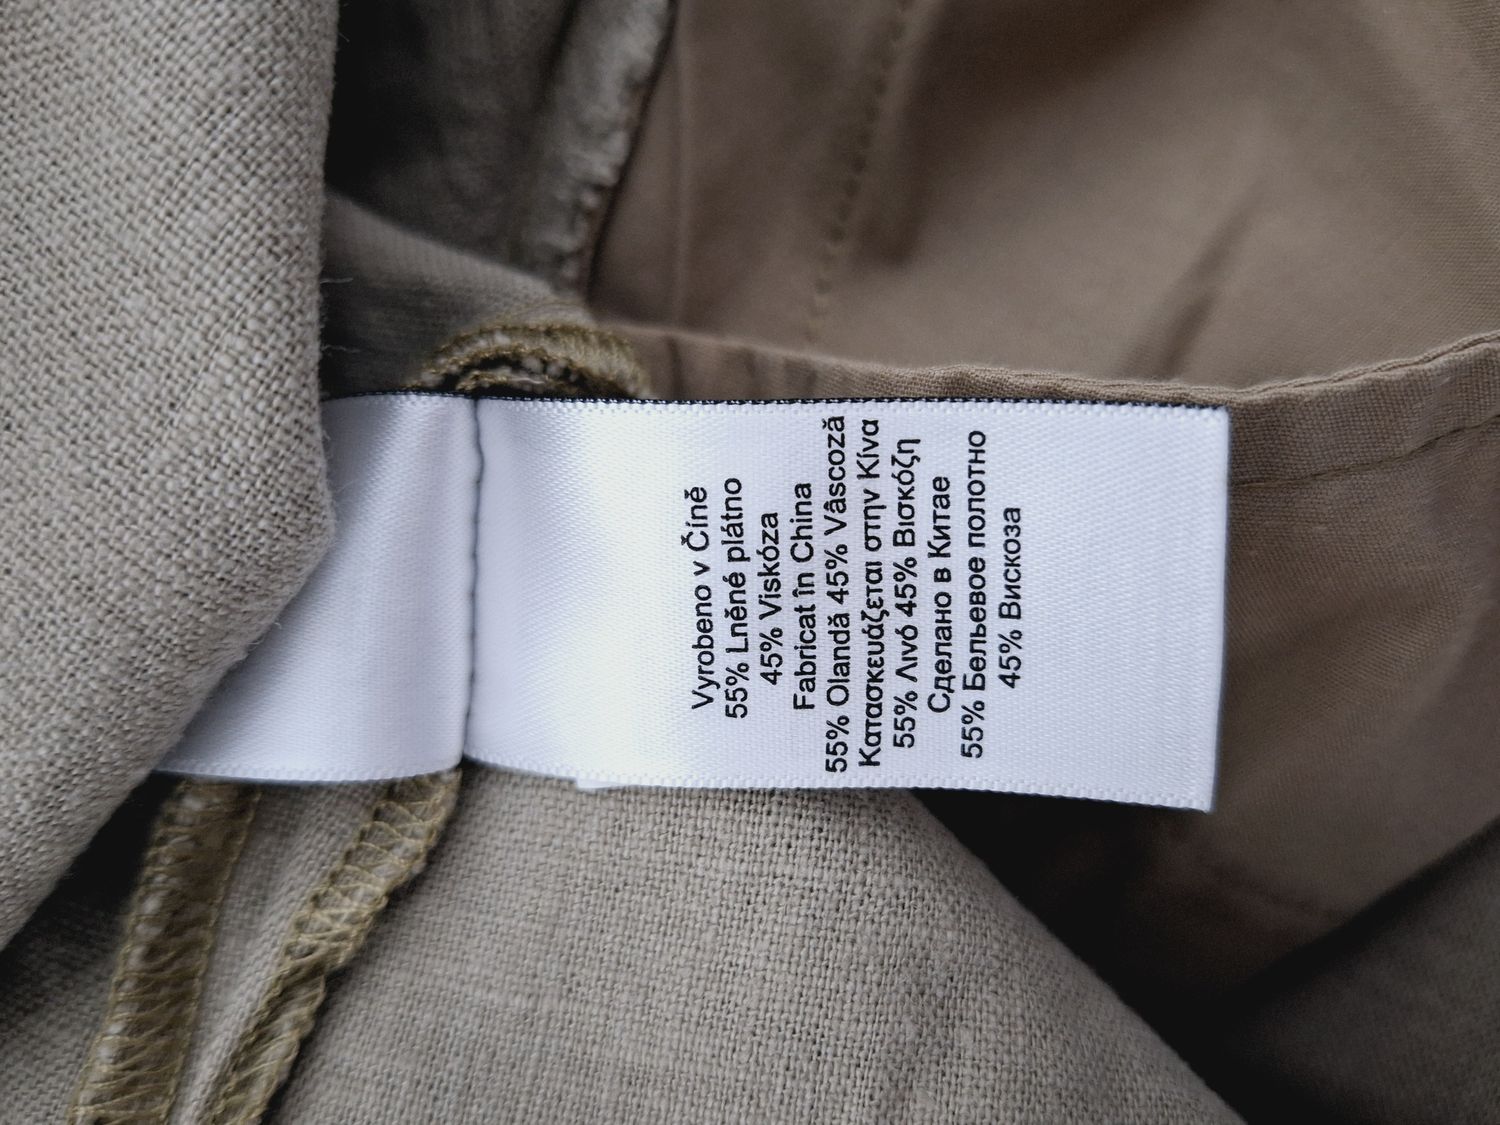 Vyrobeno v Číně
55% Lněné plátno
45% Viskóza
Fabricat în China
55% Olandă 45% Vâscoză
Κατασκευάζεται στην Κίνα
55% Λινό 45% Βισκόζη
Сделано в Китае
55% Бельевое полотно
45% Вискоза